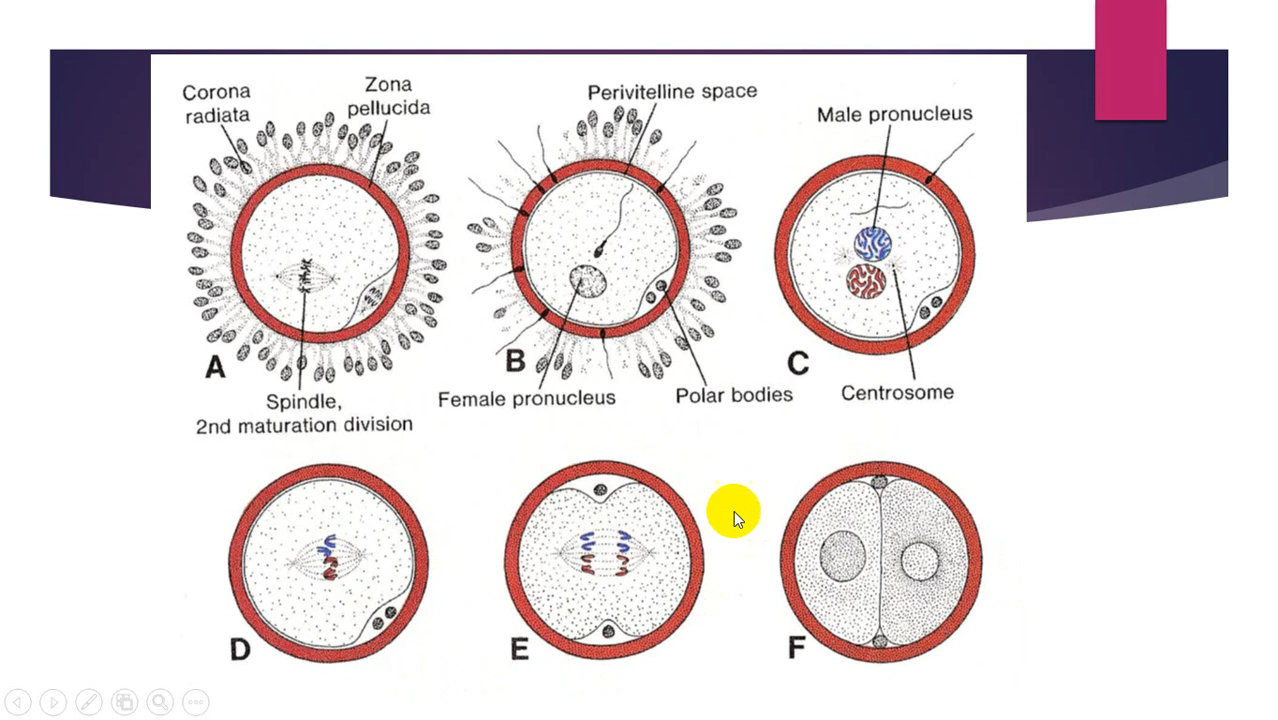 Corona
radiata
Zona
pellucida
Perivitelline space
Male pronucleus
A
B
C
Spindle,
2nd maturation division
Female pronucleus
Polar bodies
Centrosome
D
E
F